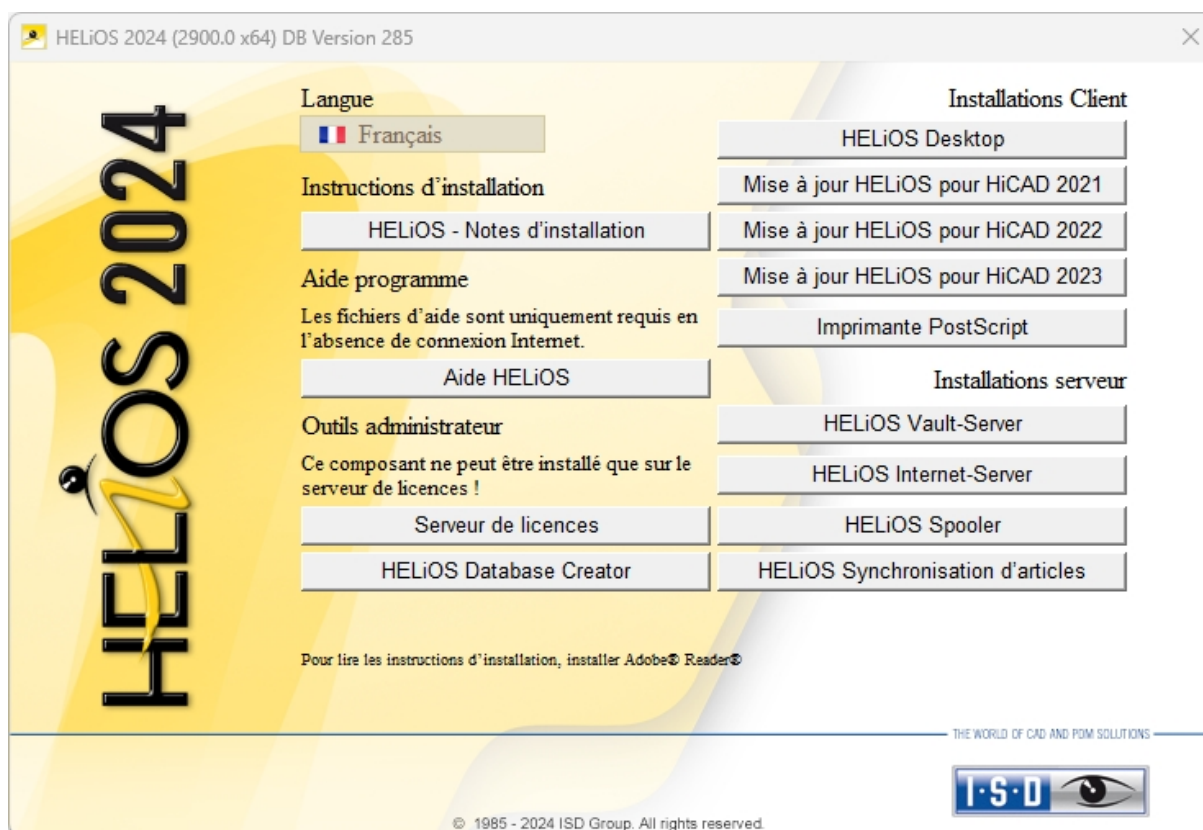 HELiOS 2024 (2900.0 x64) DB Version 285
HELiOS 2024
Langue
Français
Instructions d'installation
HELiOS - Notes d'installation
Aide programme
Les fichiers d'aide sont uniquement requis en
l'absence de connexion Internet.
Aide HELiOS
Outils administrateur
Ce composant ne peut être installé que sur le
serveur de licences !
Serveur de licences
HELiOS Database Creator
Pour lire les instructions d'installation, installer Adobe® Reader®
Installations Client
HELiOS Desktop
Mise à jour HELiOS pour HiCAD 2021
Mise à jour HELiOS pour HiCAD 2022
Mise à jour HELiOS pour HiCAD 2023
Imprimante PostScript
Installations serveur
HELiOS Vault-Server
HELiOS Internet-Server
HELiOS Spooler
HELiOS Synchronisation d'articles
THE WORLD OF CAD AND PDM SOLUTIONS
I·S·D
© 1985 - 2024 ISD Group. All rights reserved.